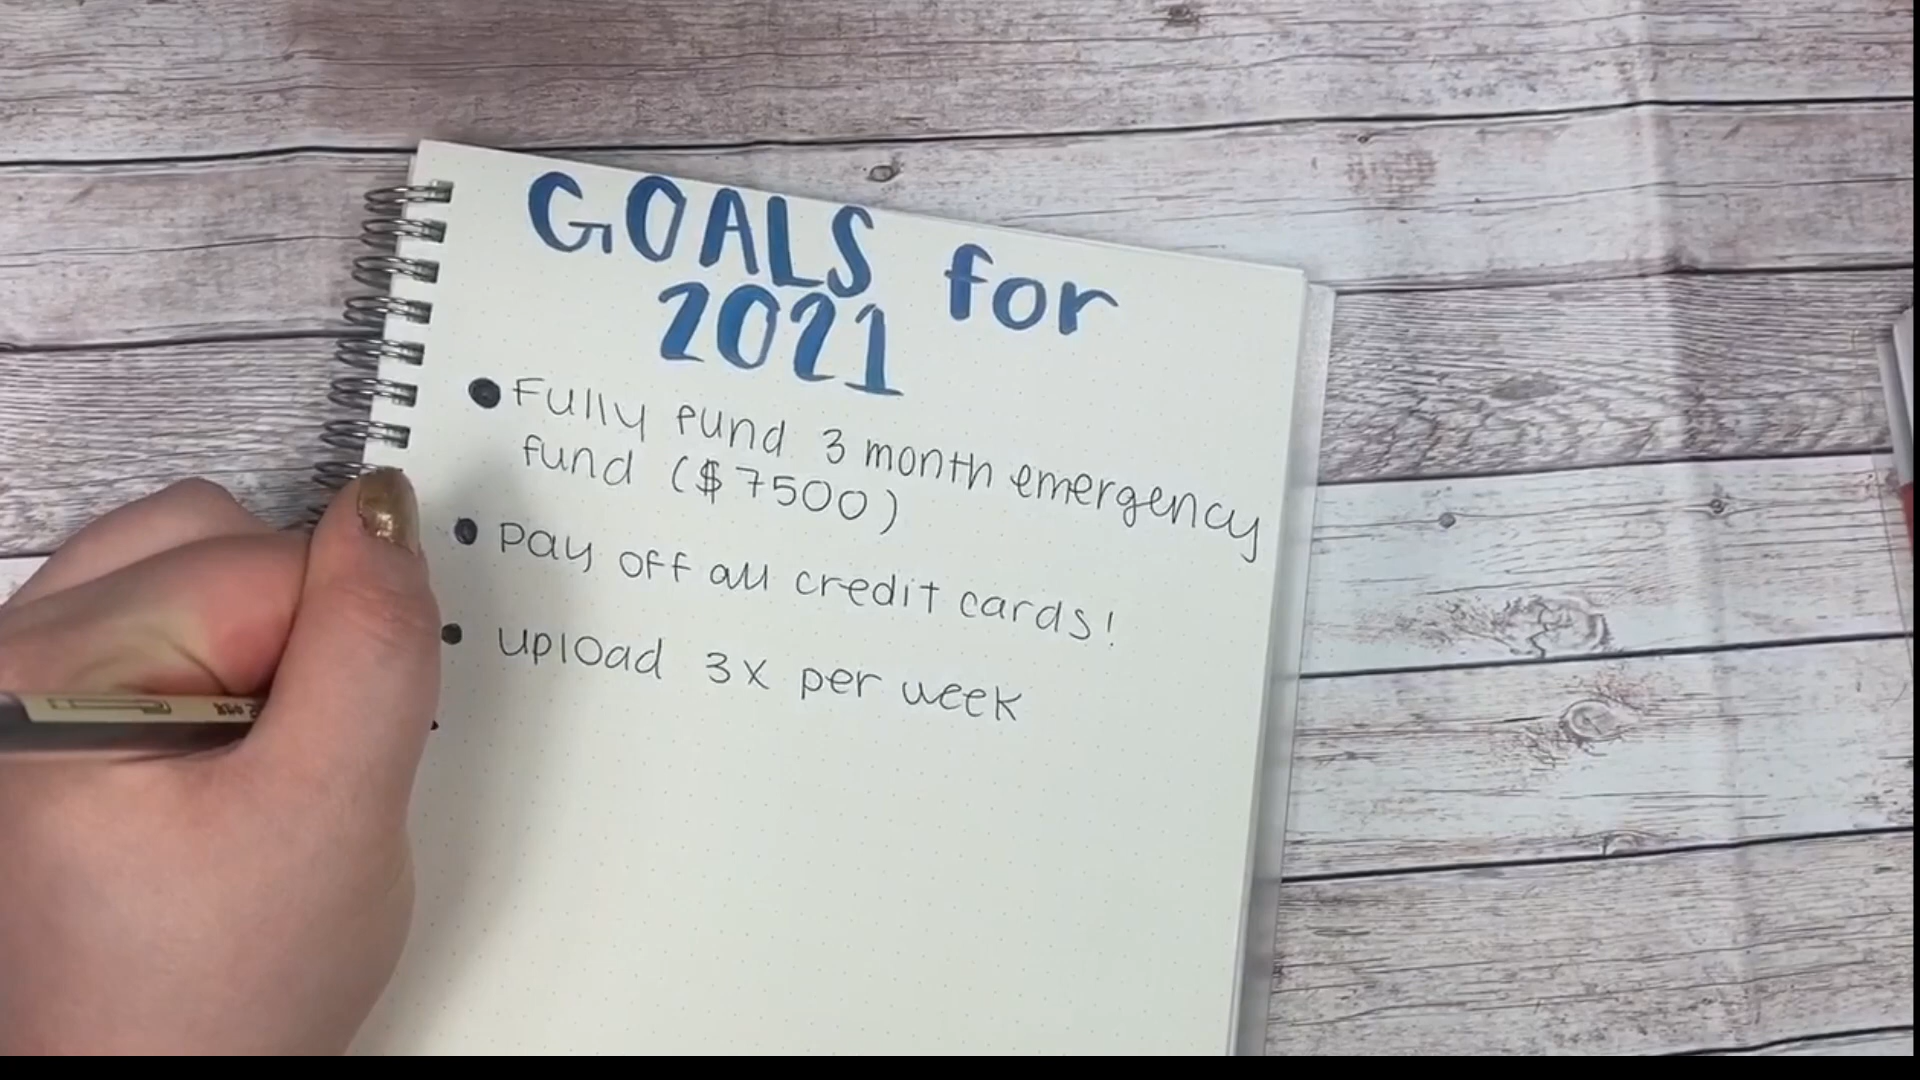 GOALS for
2021
• Fully fund 3 month emergency
fund ($7500)
• pay off all credit cards!
• upload 3x per week